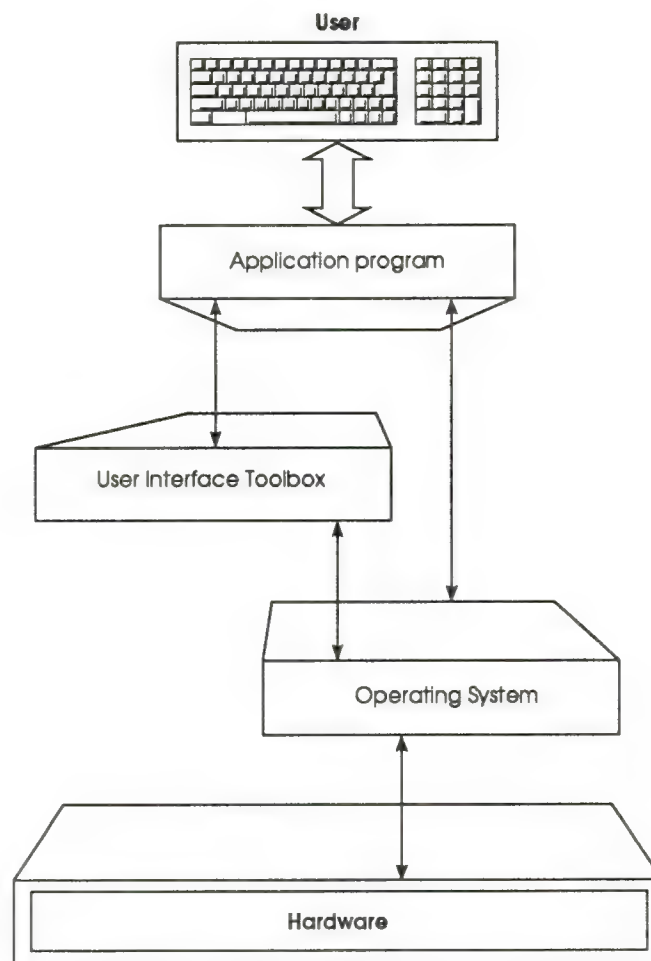 User
Application program
User Interface Toolbox
Operating System
Hardware